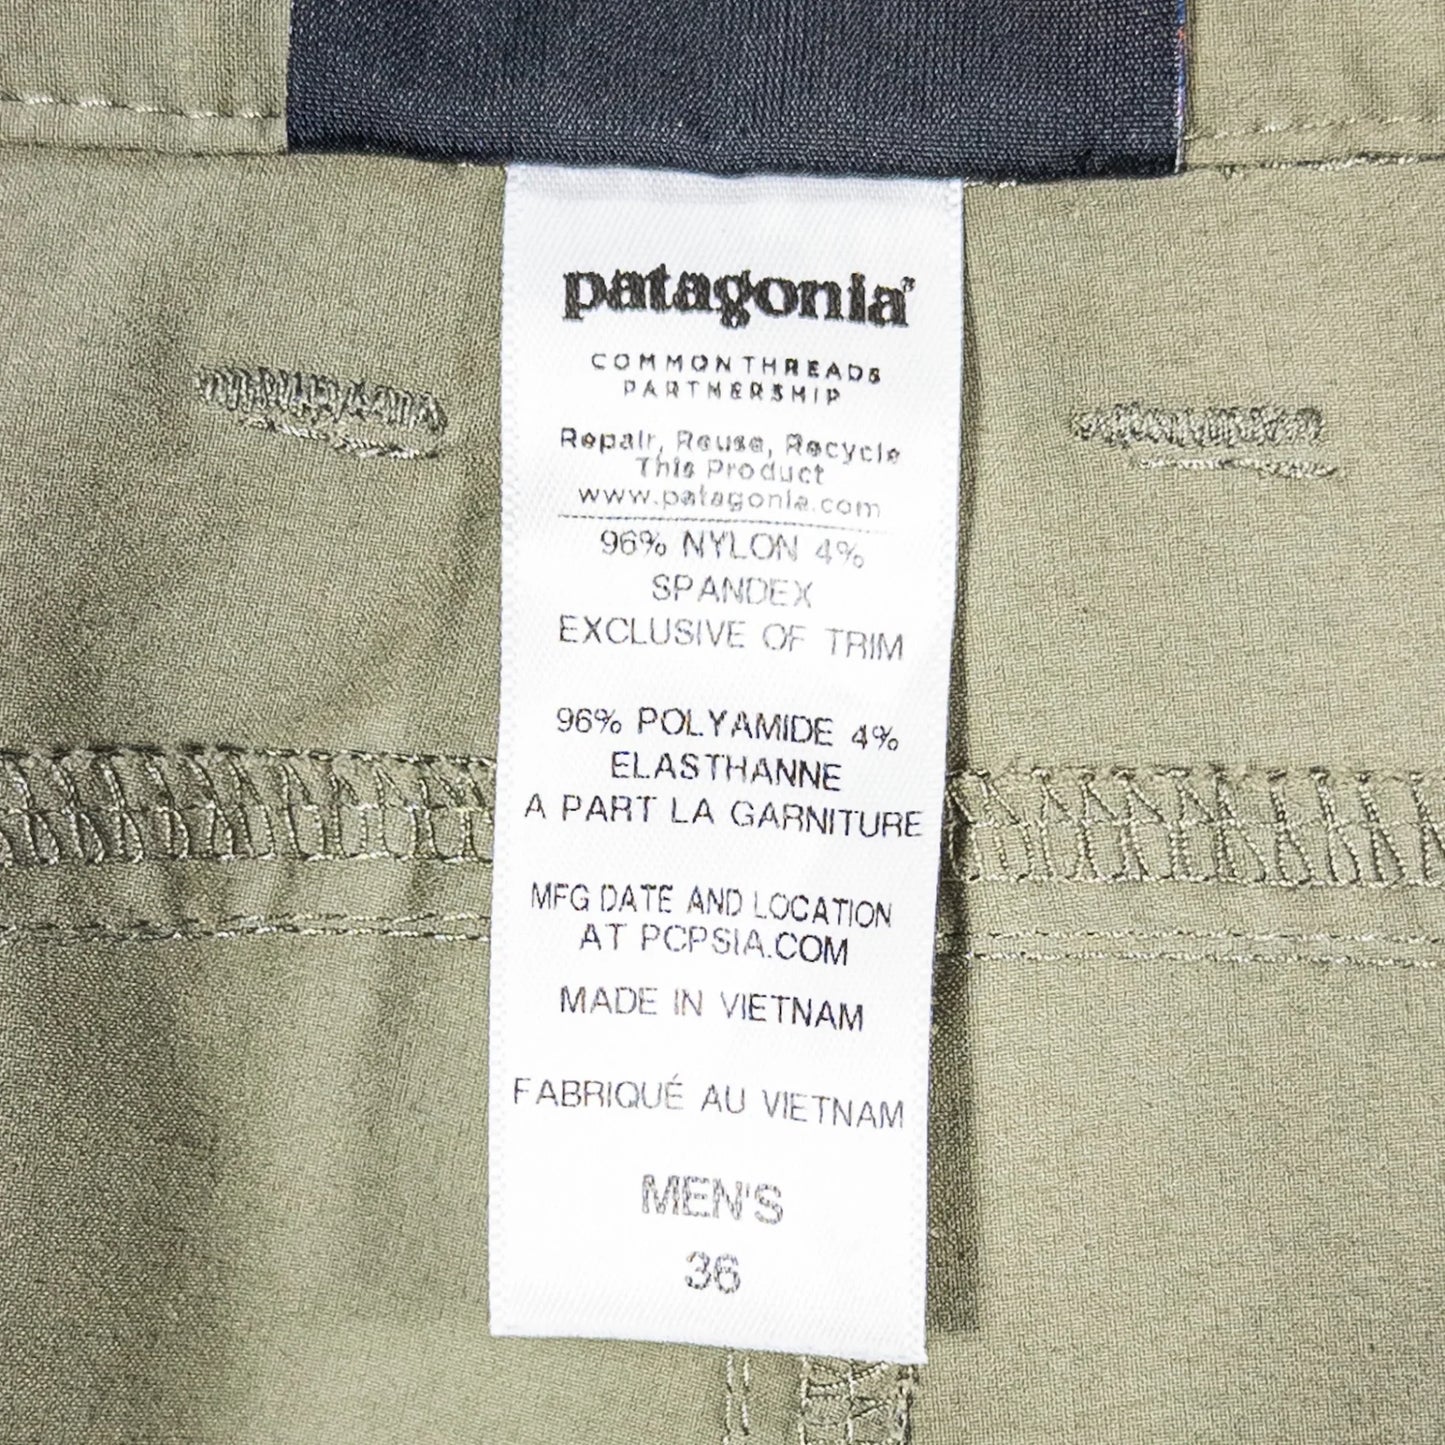 patagonia®
COMMON THREADS
PARTNERSHIP
Repair, Reuse, Recycle
This Product
www.patagonia.com
96% NYLON 4%
SPANDEX
EXCLUSIVE OF TRIM
96% POLYAMIDE 4%
ELASTHANNE
A PART LA GARNITURE
MFG DATE AND LOCATION
AT PCPSIA.COM
MADE IN VIETNAM
FABRIQUÉ AU VIETNAM
MEN'S
36